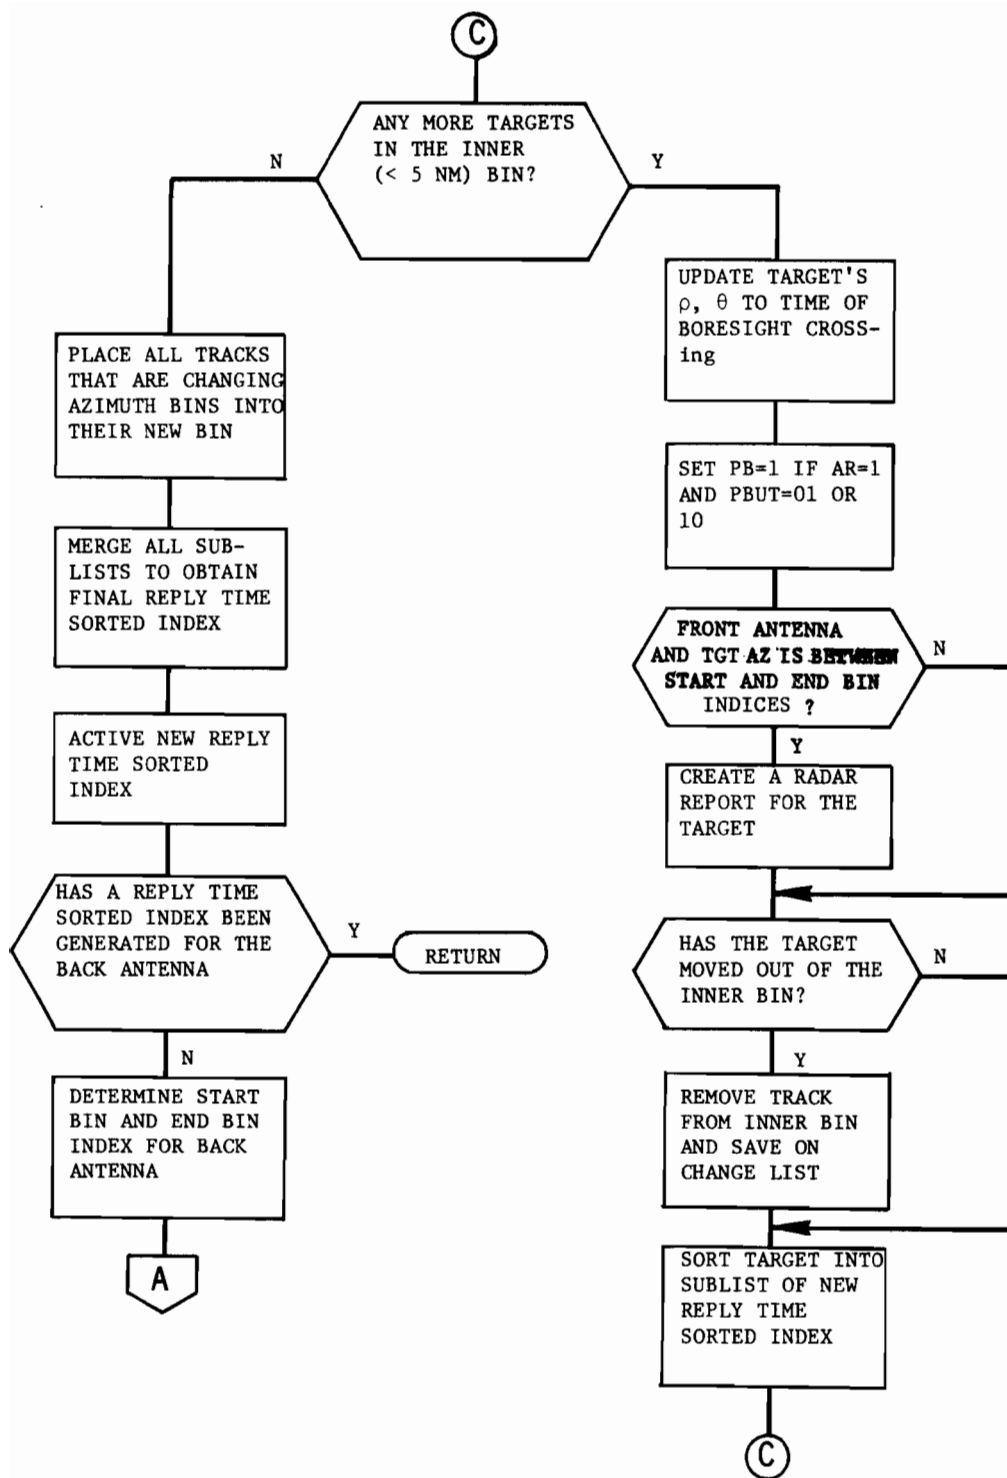 C
ANY MORE TARGETS
IN THE INNER
(< 5 NM) BIN?
N
Y
PLACE ALL TRACKS
THAT ARE CHANGING
AZIMUTH BINS INTO
THEIR NEW BIN
MERGE ALL SUB-
LISTS TO OBTAIN
FINAL REPLY TIME
SORTED INDEX
ACTIVE NEW REPLY
TIME SORTED
INDEX
HAS A REPLY TIME
SORTED INDEX BEEN
GENERATED FOR THE
BACK ANTENNA
Y
RETURN
N
DETERMINE START
BIN AND END BIN
INDEX FOR BACK
ANTENNA
A
UPDATE TARGET'S
ρ, θ TO TIME OF
BORESIGHT CROSS-
ing
SET PB=1 IF AR=1
AND PBUT=01 OR
10
FRONT ANTENNA
AND TGT AZ IS BETWEEN
START AND END BIN
INDICES ?
N
Y
CREATE A RADAR
REPORT FOR THE
TARGET
HAS THE TARGET
MOVED OUT OF THE
INNER BIN?
N
Y
REMOVE TRACK
FROM INNER BIN
AND SAVE ON
CHANGE LIST
SORT TARGET INTO
SUBLIST OF NEW
REPLY TIME
SORTED INDEX
C